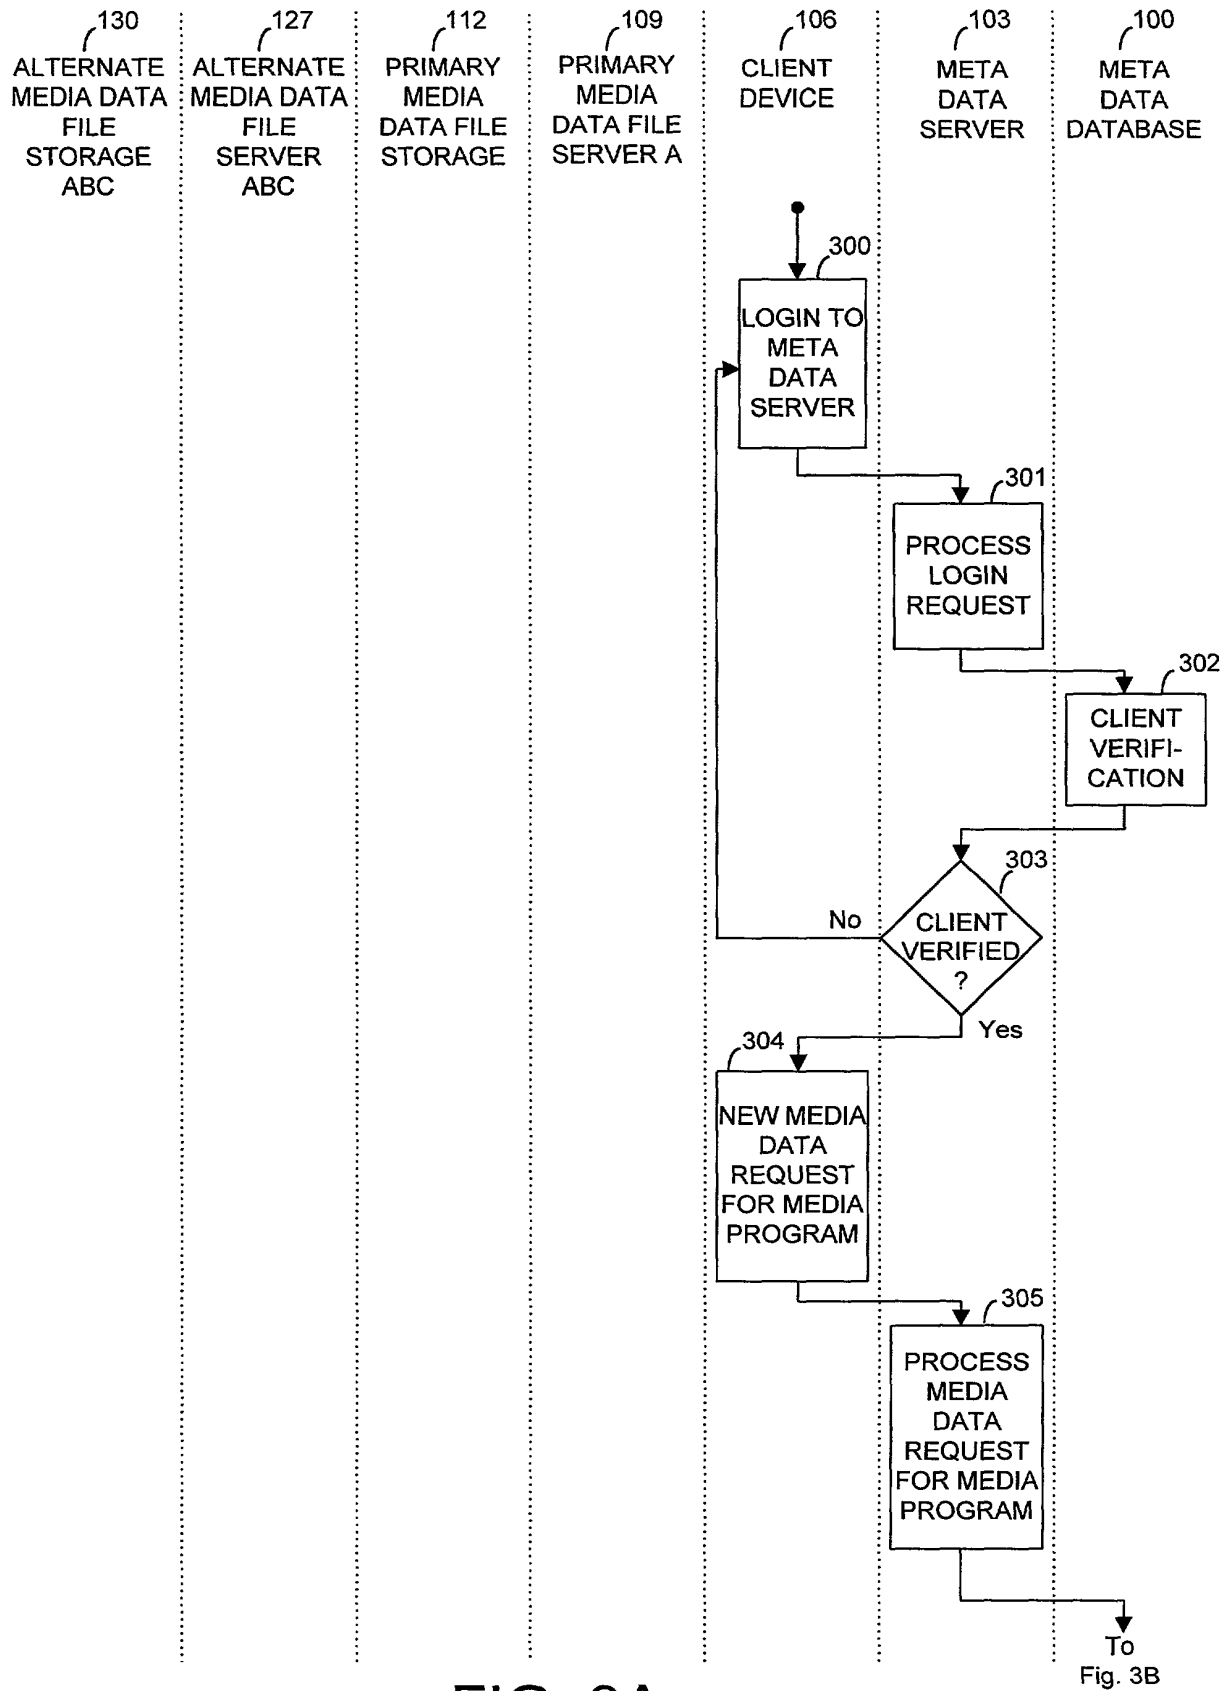 130
ALTERNATE
MEDIA DATA
FILE
STORAGE
ABC
127
ALTERNATE
MEDIA DATA
FILE
SERVER
ABC
112
PRIMARY
MEDIA
DATA FILE
STORAGE
109
PRIMARY
MEDIA
DATA FILE
SERVER A
106
CLIENT
DEVICE
103
META
DATA
SERVER
100
META
DATA
DATABASE
300
LOGIN TO
META
DATA
SERVER
301
PROCESS
LOGIN
REQUEST
302
CLIENT
VERIFI-
CATION
303
CLIENT
VERIFIED
?
No
Yes
304
NEW MEDIA
DATA
REQUEST
FOR MEDIA
PROGRAM
305
PROCESS
MEDIA
DATA
REQUEST
FOR MEDIA
PROGRAM
To
Fig. 3B